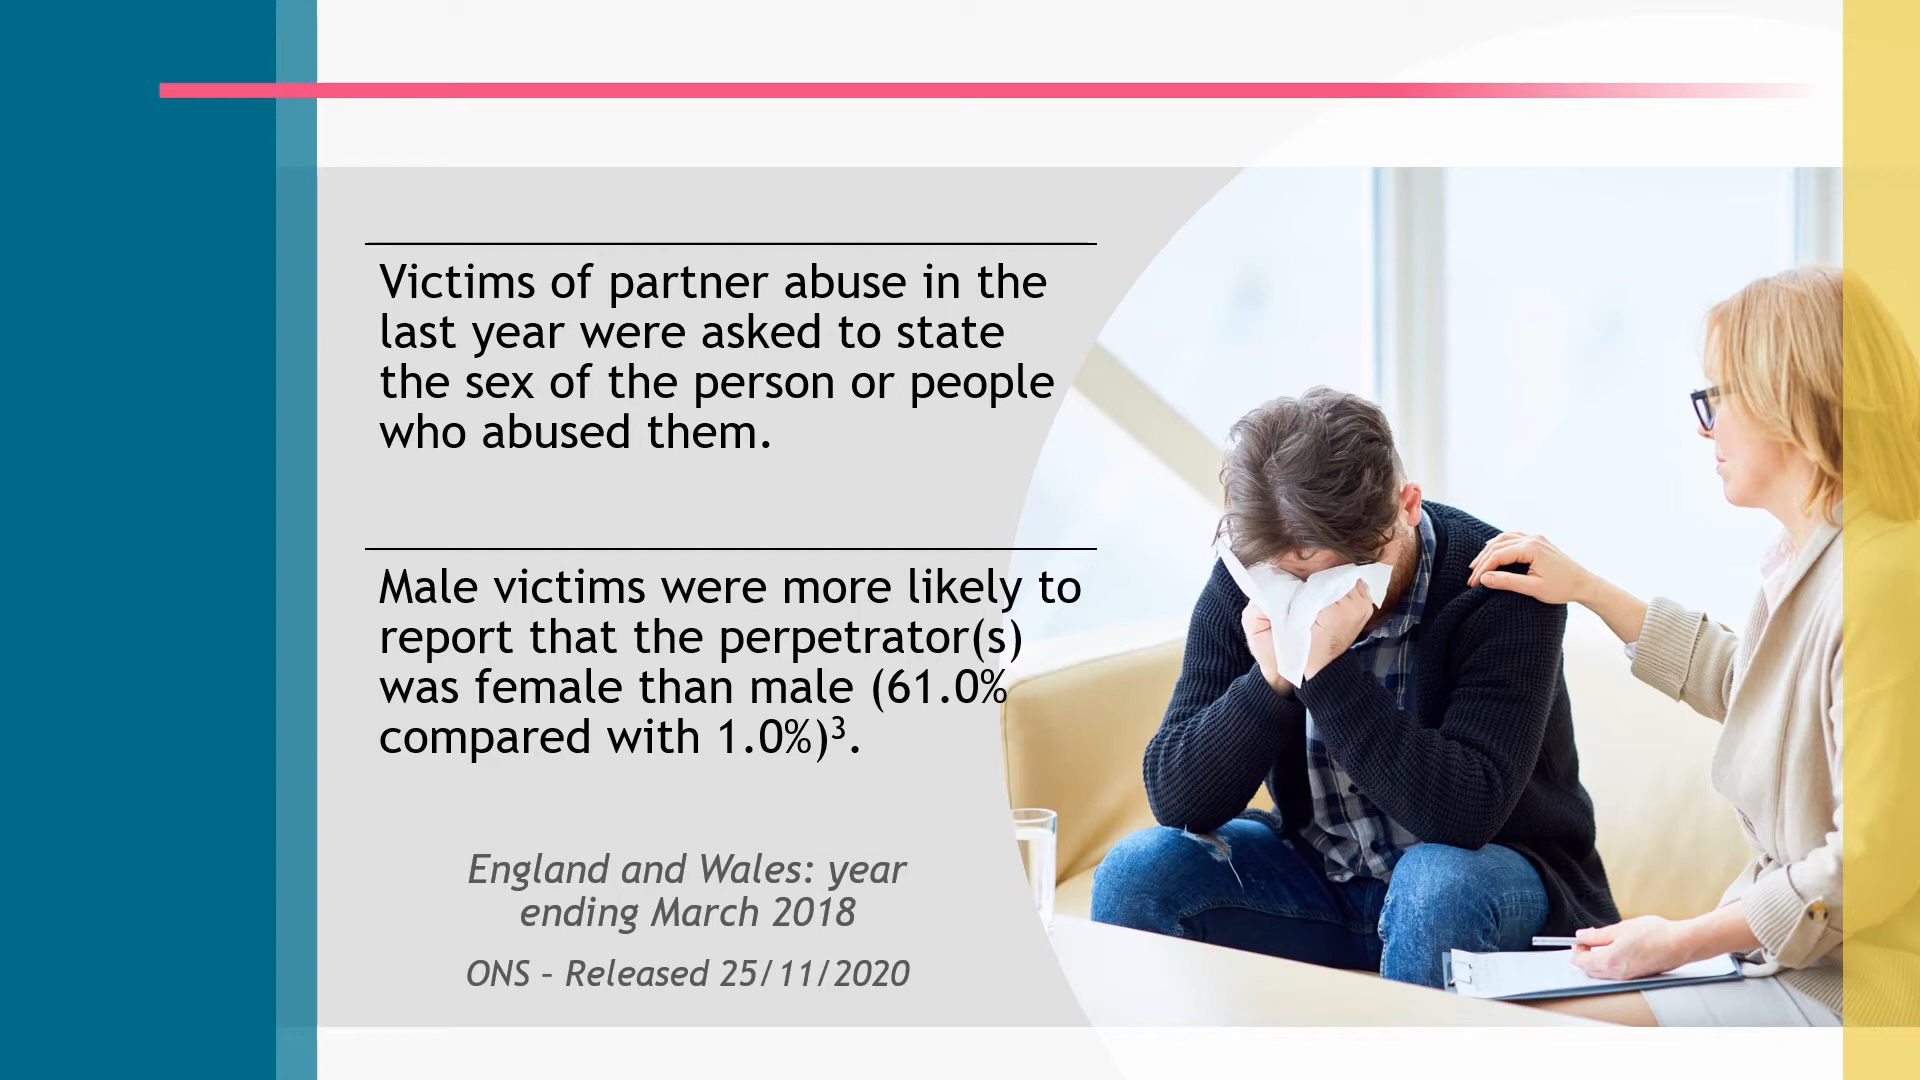 Victims of partner abuse in the
last year were asked to state
the sex of the person or people
who abused them.
Male victims were more likely to
report that the perpetrator(s)
was female than male (61.0%
compared with 1.0%)³.
England and Wales: year
ending March 2018
ONS – Released 25/11/2020